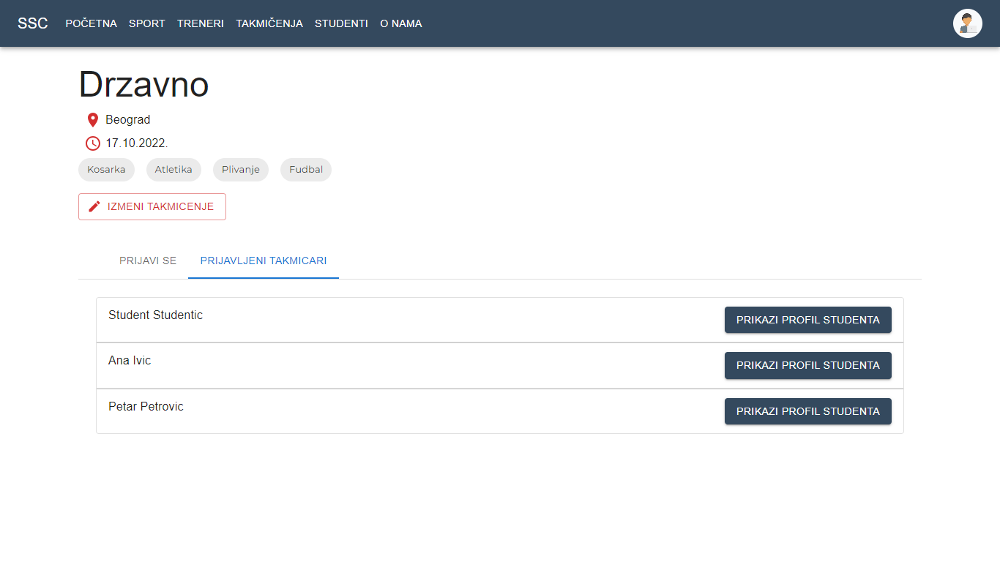 SSC POČETNA SPORT TRENERI TAKMIČENJA STUDENTI O NAMA
Drzavno
Beograd
17.10.2022.
Kosarka Atletika Plivanje Fudbal
IZMENI TAKMICENJE
PRIJAVI SE PRIJAVLJENI TAKMICARI
Student Studentic PRIKAZI PROFIL STUDENTA
Ana Ivic PRIKAZI PROFIL STUDENTA
Petar Petrovic PRIKAZI PROFIL STUDENTA